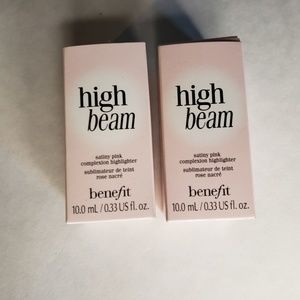 high
beam
satiny pink
complexion highlighter
sublimateur de teint
rose nacré
benefit
10.0 mL / 0.33 US fl. oz.
high
beam
satiny pink
complexion highlighter
sublimateur de teint
rose nacré
benefit
10.0 mL / 0.33 US fl. oz.